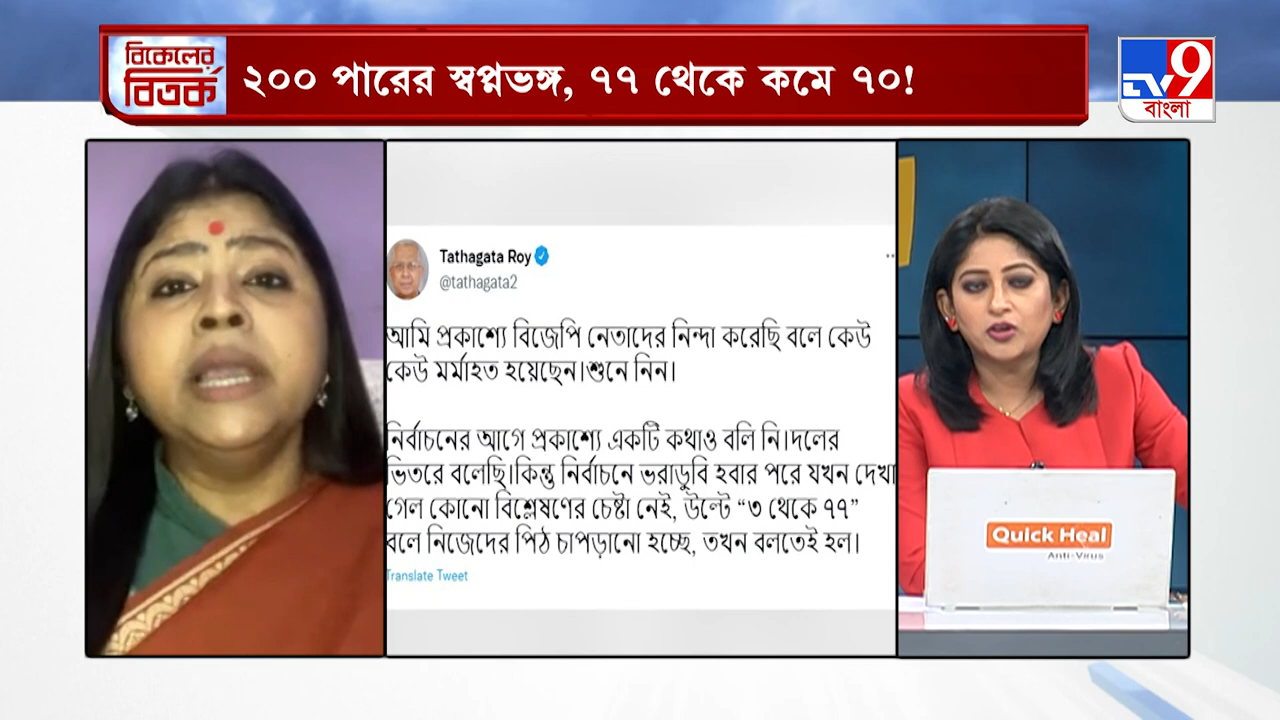 বিকেলের
বিতর্ক
২০০ পারের স্বপ্নভঙ্গ, ৭৭ থেকে কমে ৭০!
TV9
বাংলা
Tathagata Roy
@tathagata2
আমি প্রকাশ্যে বিজেপি নেতাদের নিন্দা করেছি বলে কেউ
কেউ মর্মাহত হয়েছেন।শুনে নিন।
নির্বাচনের আগে প্রকাশ্যে একটি কথাও বলি নি।দলের
ভিতরে বলেছি।কিন্তু নির্বাচনে ভরাডুবি হবার পরে যখন দেখা
গেল কোনো বিশ্লেষণের চেষ্টা নেই, উল্টে “৩ থেকে ৭৭”
বলে নিজেদের পিঠ চাপড়ানো হচ্ছে, তখন বলতেই হল।
Translate Tweet
Quick Heal
Anti-Virus